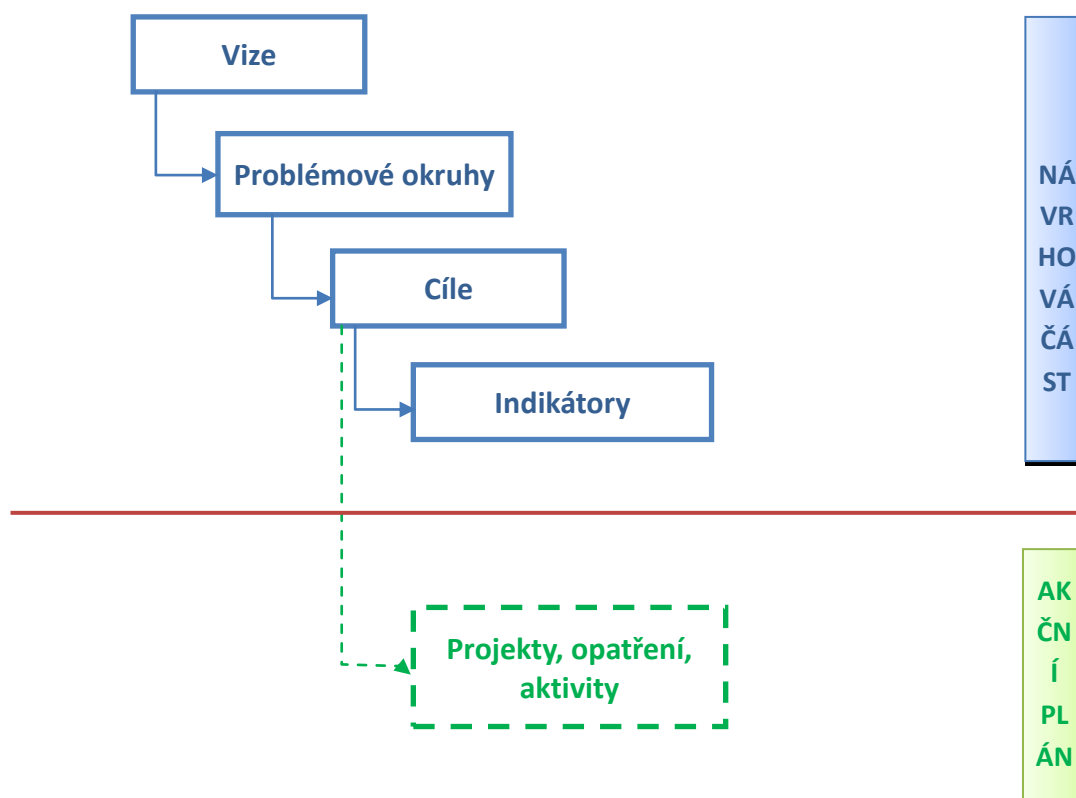 Vize
Problémové okruhy
Cíle
Indikátory
NÁ
VR
HO
VÁ
ČÁ
ST
Projekty, opatření,
aktivity
AK
ČN
Í
PL
ÁN